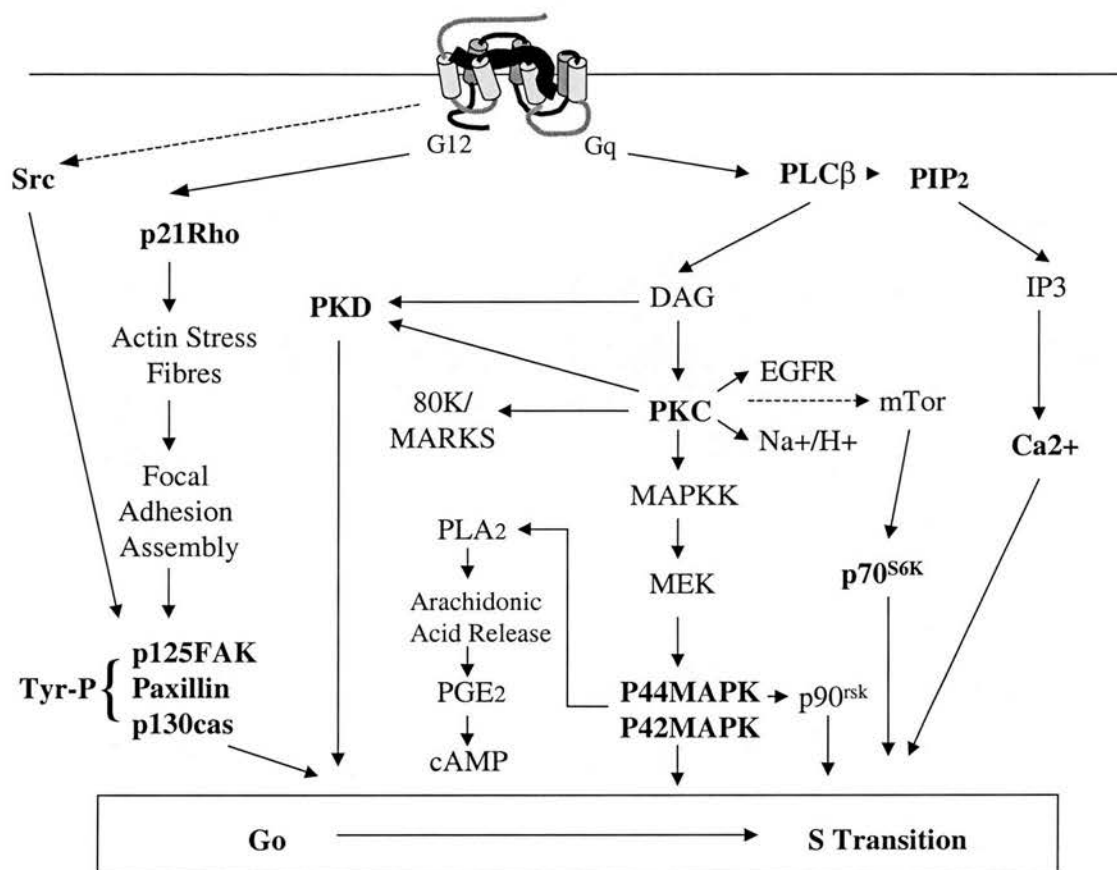 G12
Gq
Src
PLCβ
PIP2
p21Rho
DAG
IP3
PKD
Actin Stress
Fibres
EGFR
80K/
MARKS
PKC
mTor
Na+/H+
Ca2+
Focal
Adhesion
Assembly
MAPKK
PLA2
MEK
p70S6K
Arachidonic
Acid Release
Tyr-P {
p125FAK
Paxillin
p130cas
PGE2
P44MAPK
P42MAPK
p90rsk
cAMP
Go
S Transition